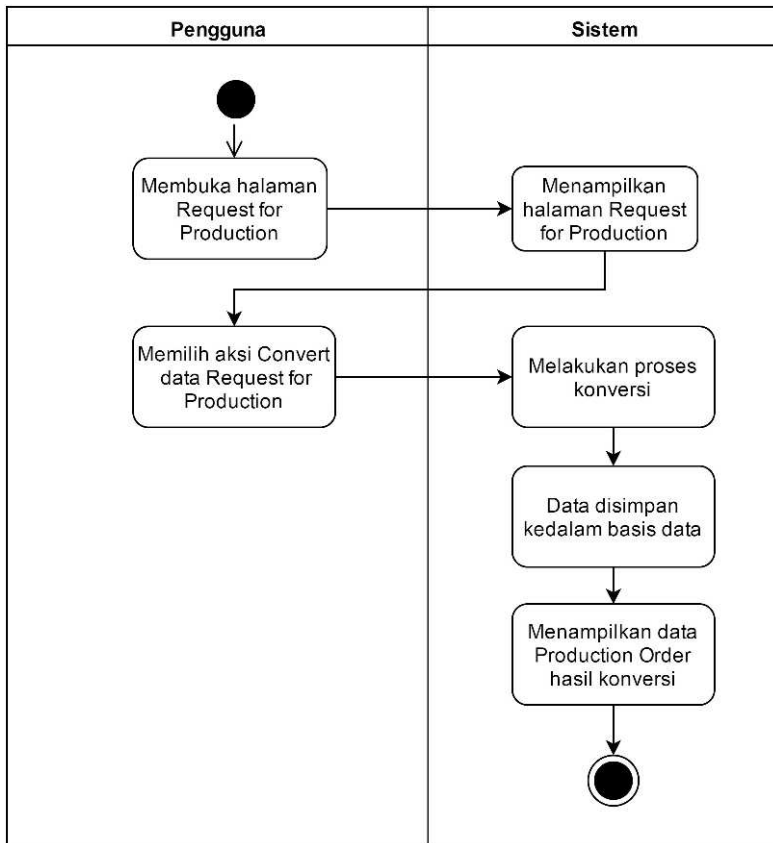 Pengguna
Sistem
Membuka halaman
Request for
Production
Menampilkan
halaman Request
for Production
Memilih aksi Convert
data Request for
Production
Melakukan proses
konversi
Data disimpan
kedalam basis data
Menampilkan data
Production Order
hasil konversi